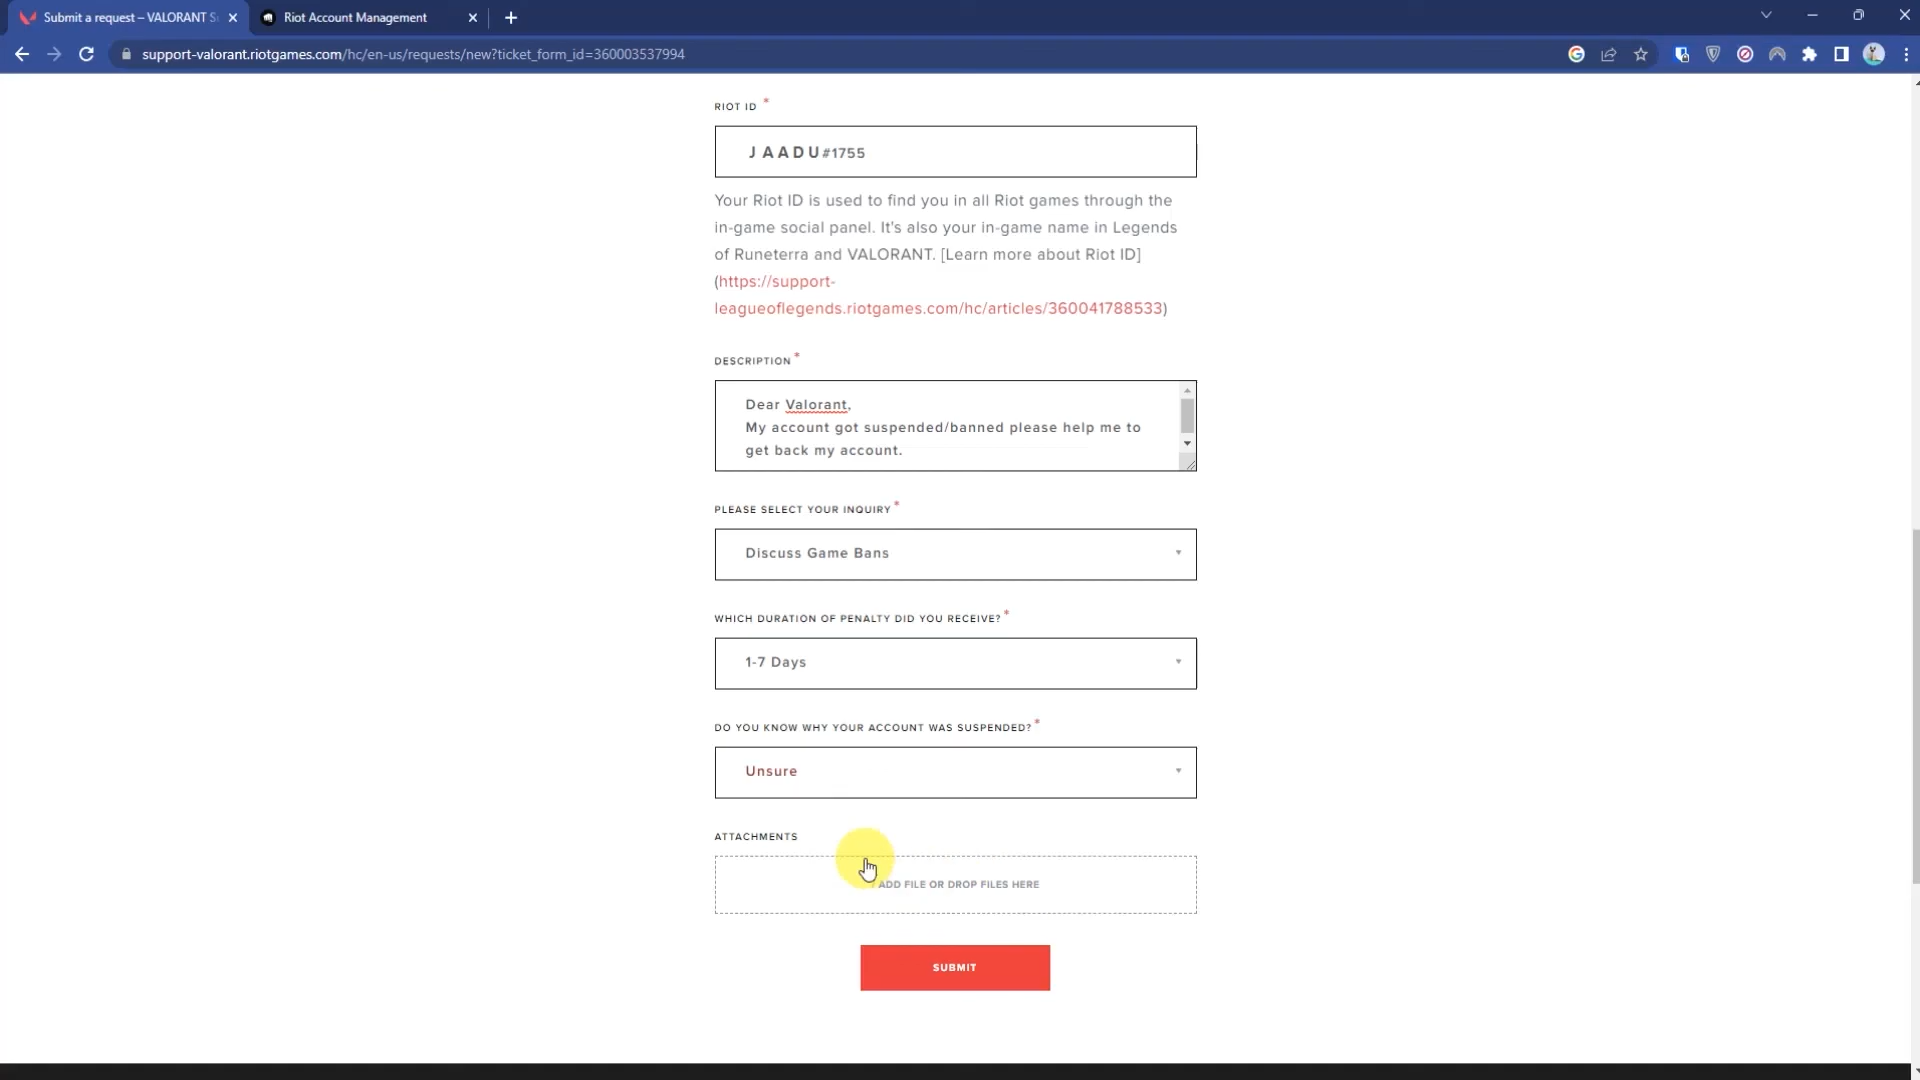 Submit a request – VALORANT S
Riot Account Management
support-valorant.riotgames.com/hc/en-us/requests/new?ticket_form_id=360003537994
RIOT ID *
J A A D U #1755
Your Riot ID is used to find you in all Riot games through the
in-game social panel. It's also your in-game name in Legends
of Runeterra and VALORANT. [Learn more about Riot ID]
(https://support-
leagueoflegends.riotgames.com/hc/articles/360041788533)
DESCRIPTION *
Dear Valorant,
My account got suspended/banned please help me to
get back my account.
PLEASE SELECT YOUR INQUIRY *
Discuss Game Bans
WHICH DURATION OF PENALTY DID YOU RECEIVE? *
1-7 Days
DO YOU KNOW WHY YOUR ACCOUNT WAS SUSPENDED? *
Unsure
ATTACHMENTS
ADD FILE OR DROP FILES HERE
SUBMIT